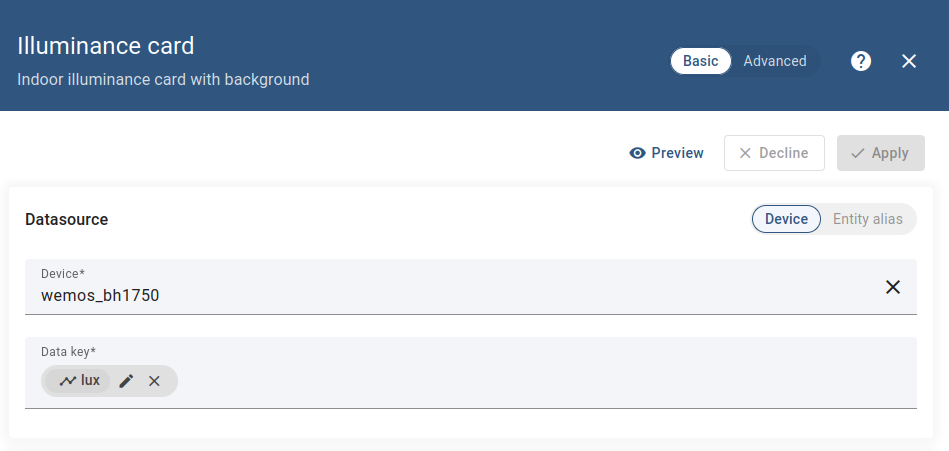 Illuminance card
Indoor illuminance card with background
Basic
Advanced
Preview
Decline
Apply
Datasource
Device
Entity alias
Device*
wemos_bh1750
Data key*
lux